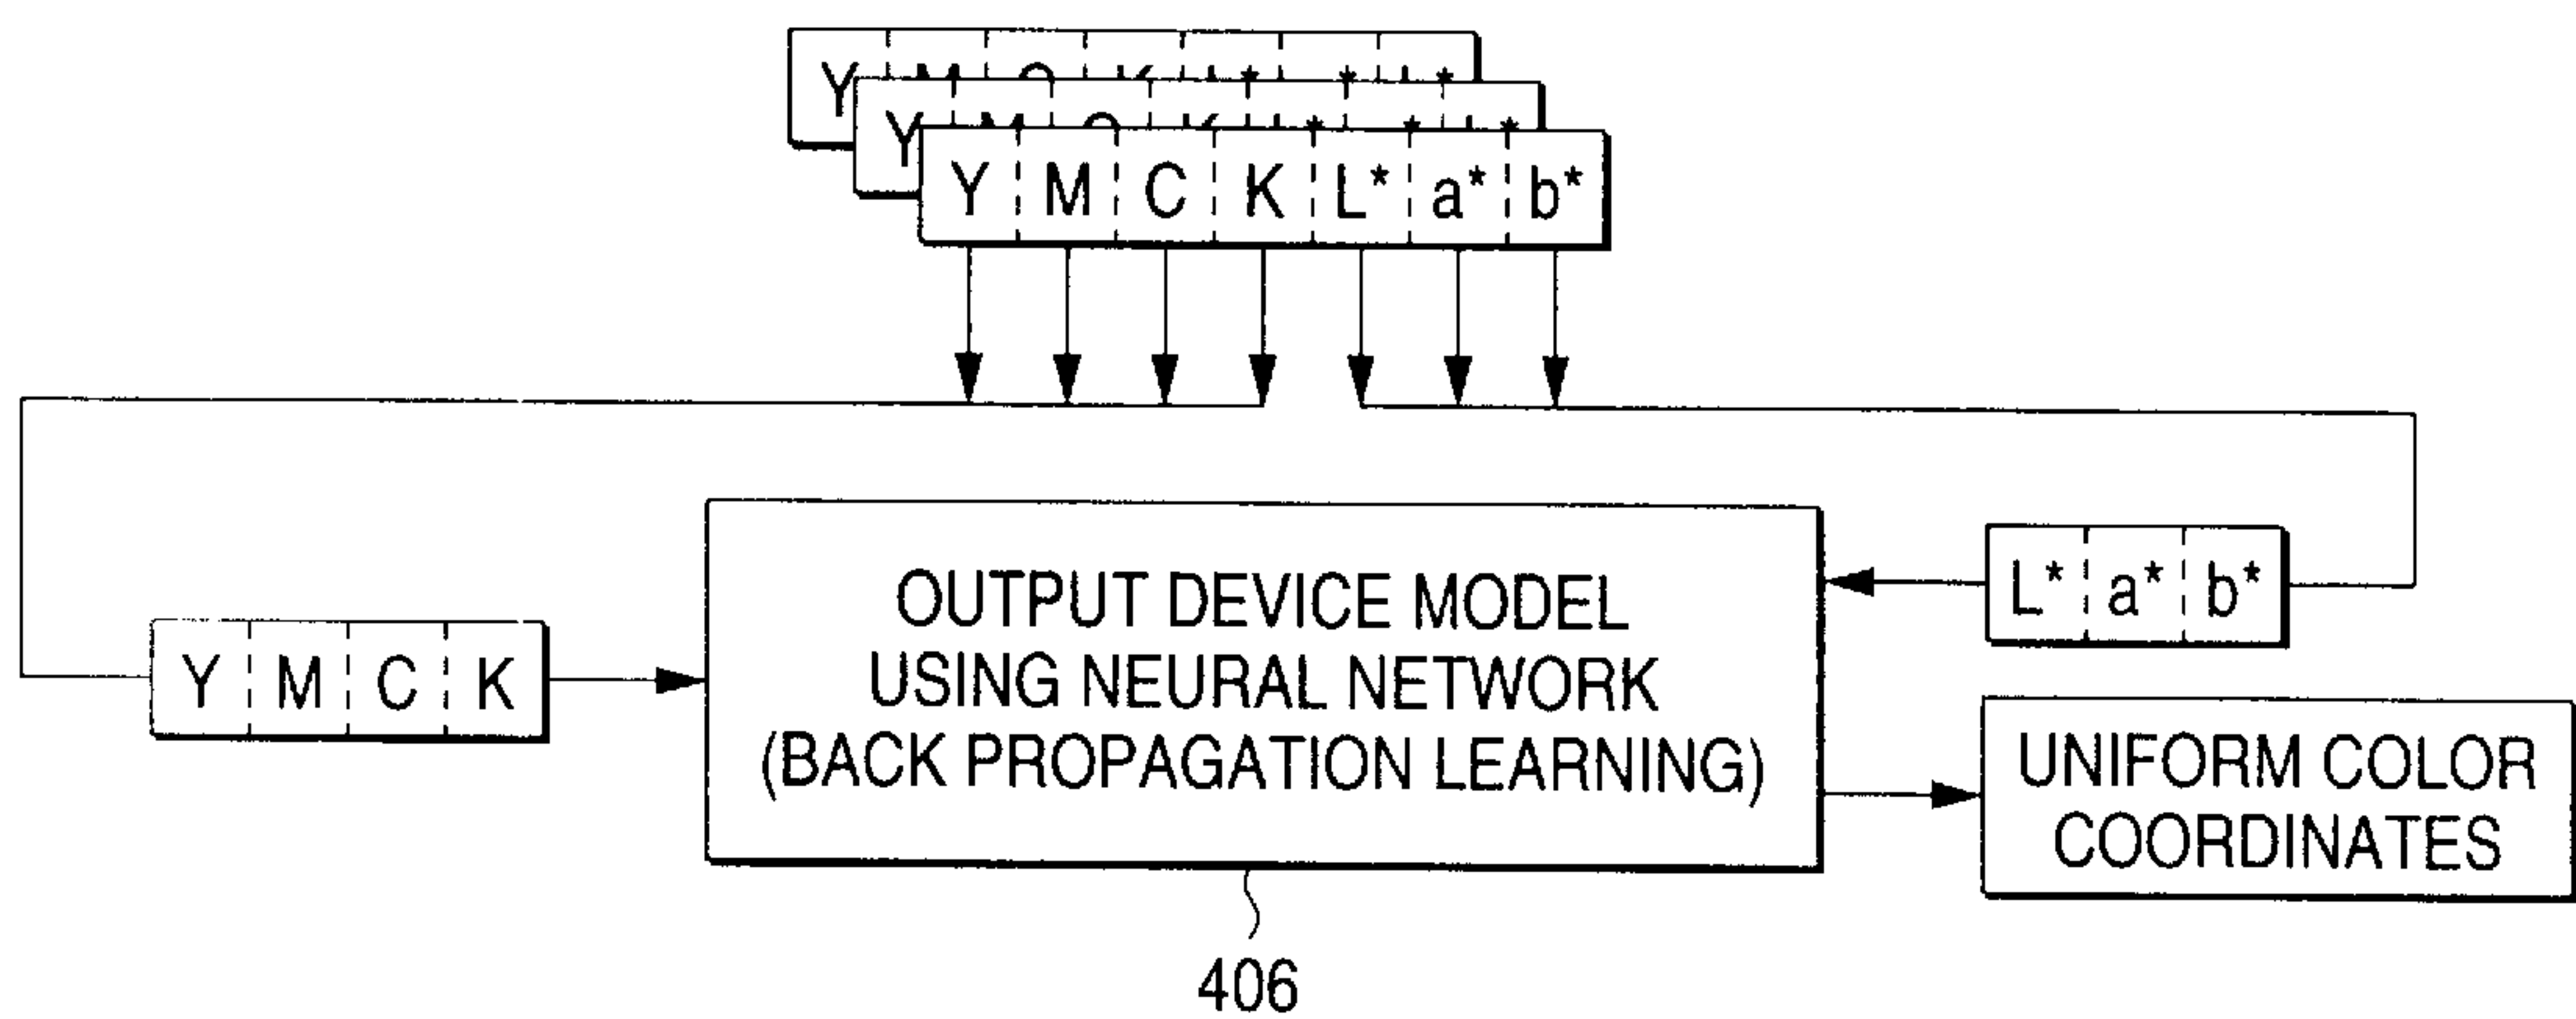 Y
Y
Y M C K L* a* b*
OUTPUT DEVICE MODEL
USING NEURAL NETWORK
(BACK PROPAGATION LEARNING)
L* a* b*
Y M C K
UNIFORM COLOR
COORDINATES
406